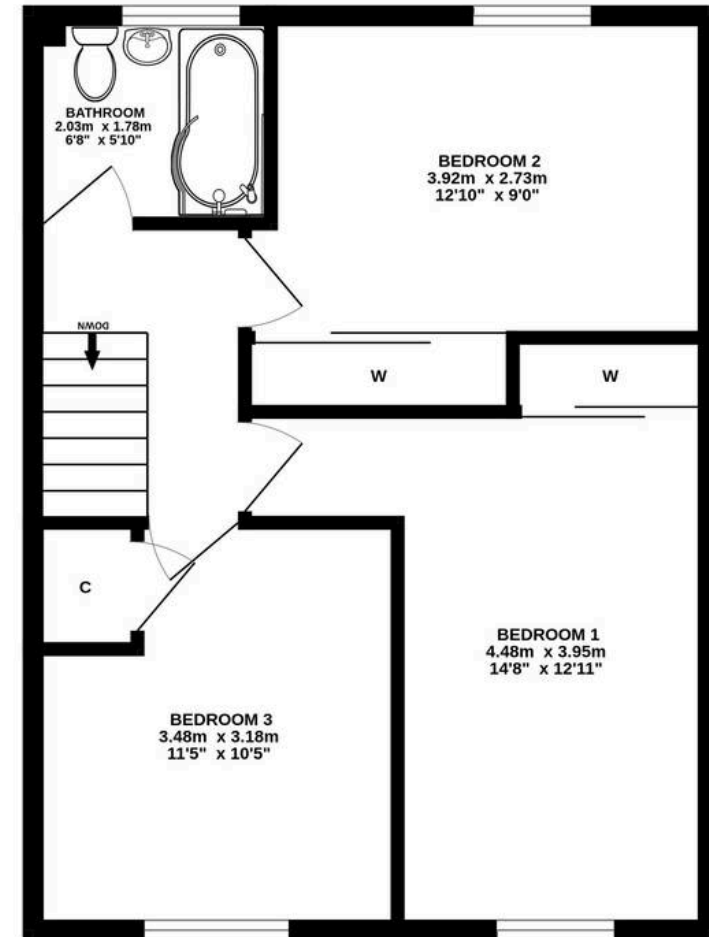 BATHROOM
2.03m x 1.78m
6'8" x 5'10"
BEDROOM 2
3.92m x 2.73m
12'10" x 9'0"
DOWN
W
W
C
BEDROOM 1
4.48m x 3.95m
14'8" x 12'11"
BEDROOM 3
3.48m x 3.18m
11'5" x 10'5"